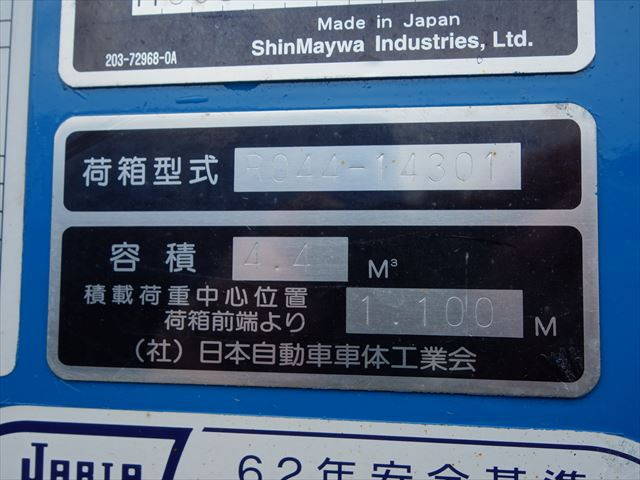 Made in Japan
203-72968-0A
ShinMaywa Industries, Ltd.
荷箱型式 R044-14301
容積 4.4 M³
積載荷重中心位置
荷箱前端より 1.100 M
(社)日本自動車車体工業会
JABIA
62年安全基準